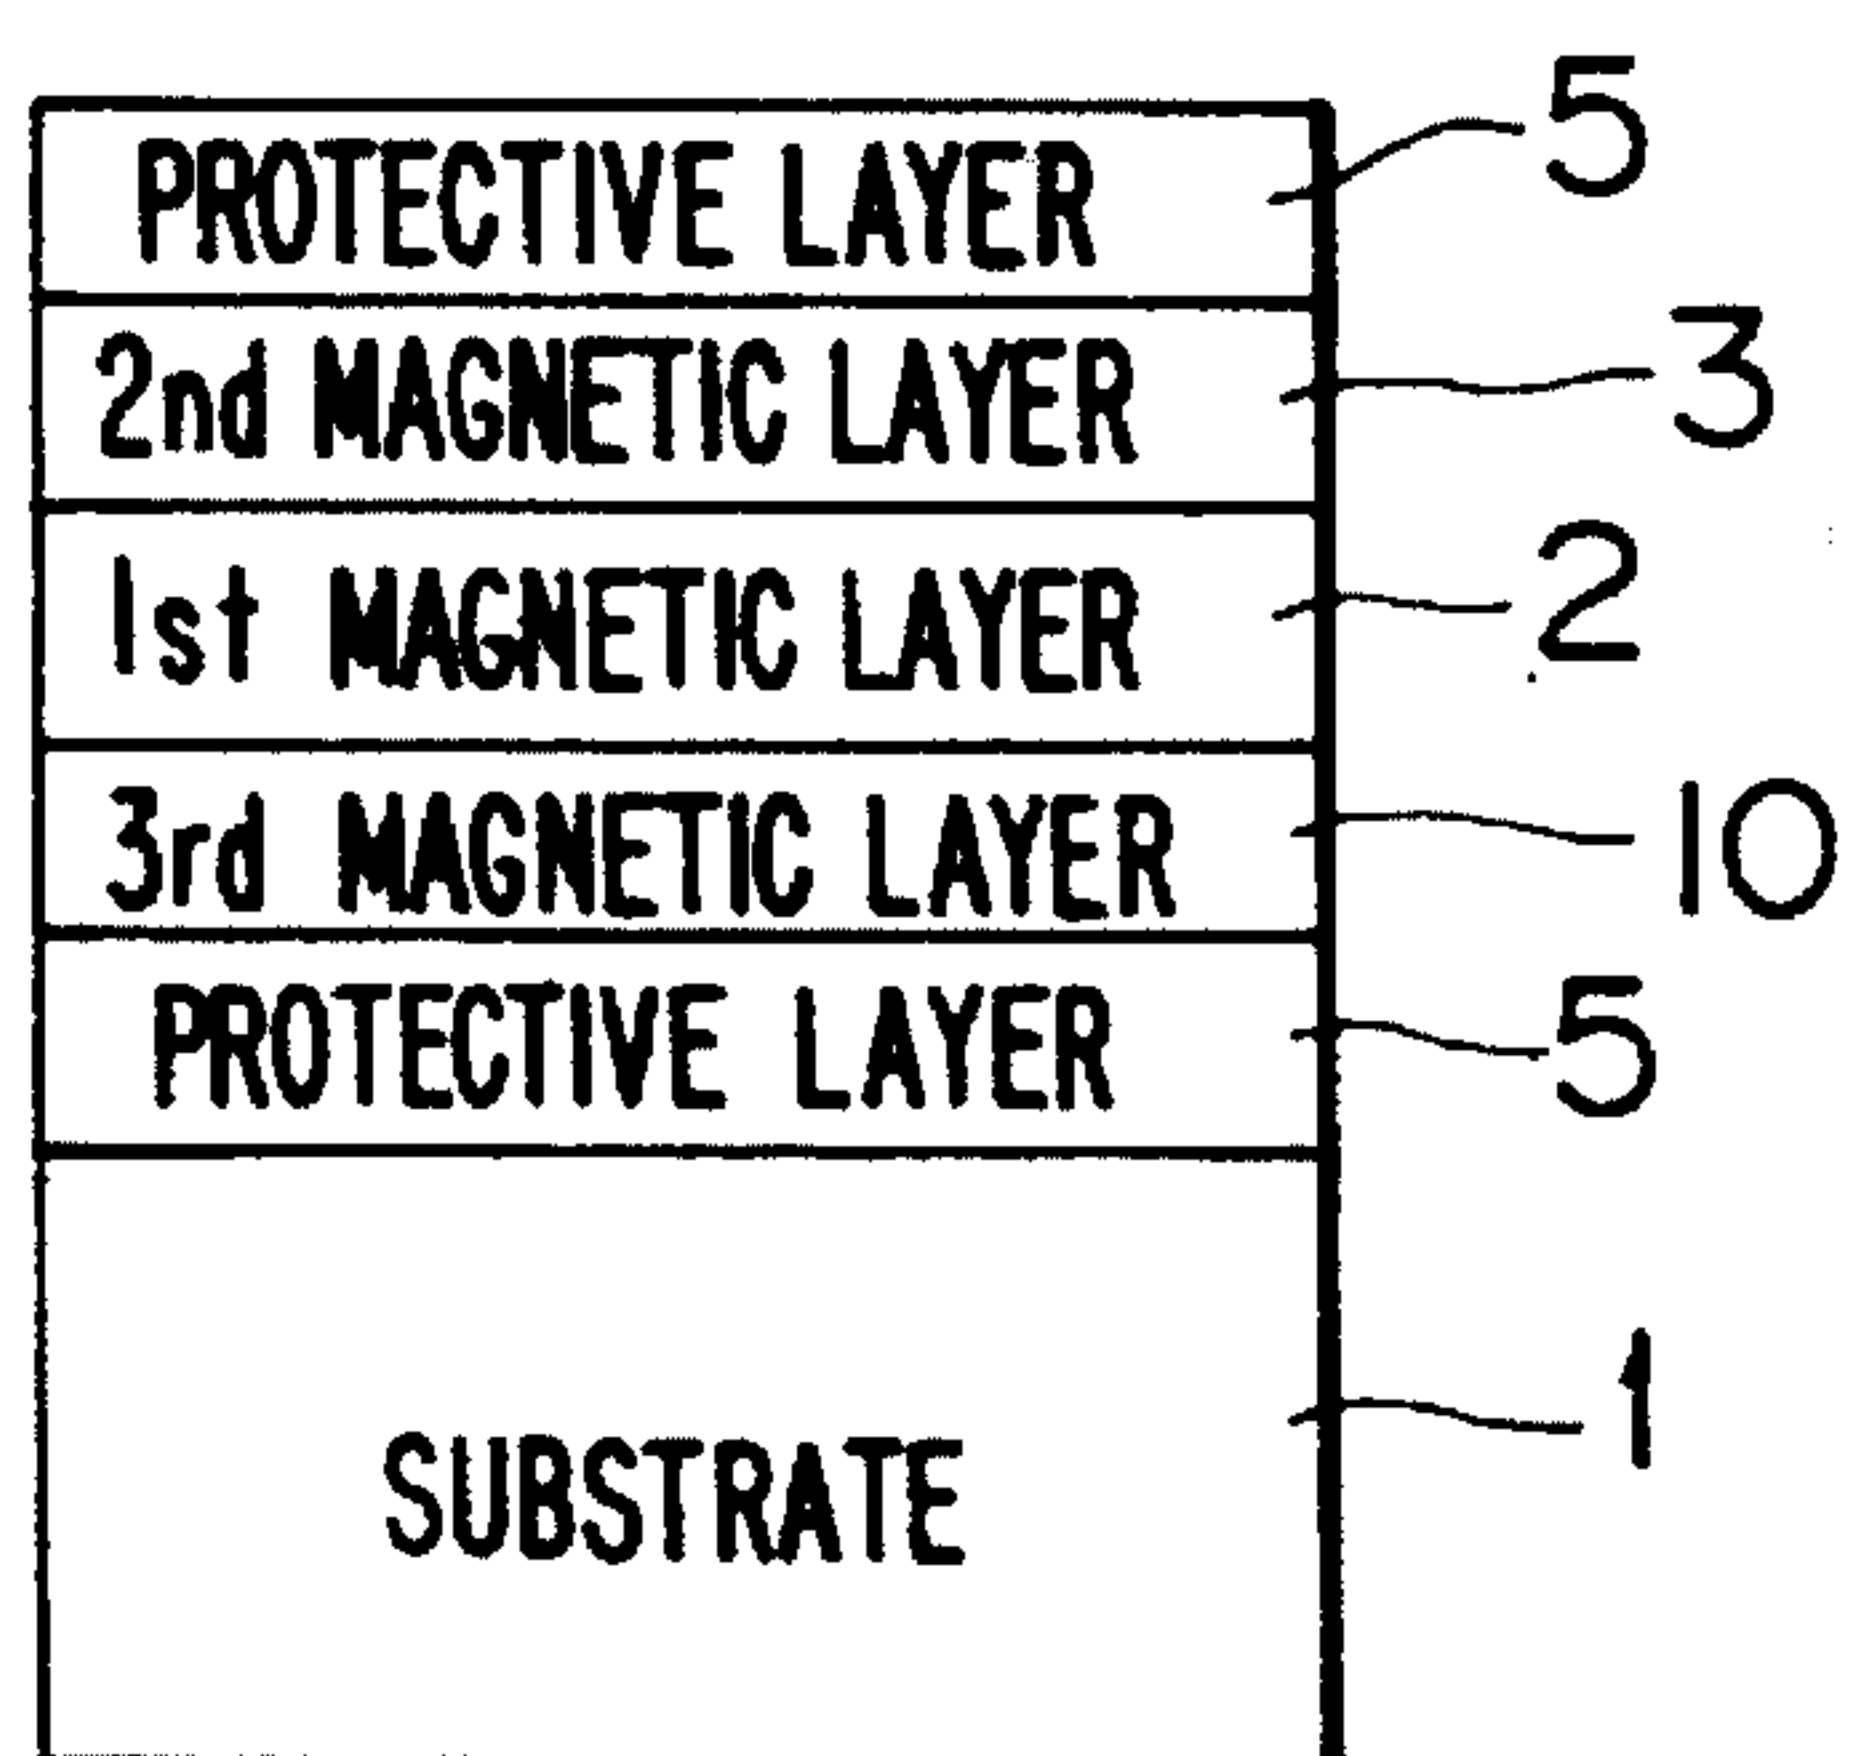 PROTECTIVE LAYER 5
2nd MAGNETIC LAYER 3
1st MAGNETIC LAYER 2
3rd MAGNETIC LAYER 10
PROTECTIVE LAYER 5
SUBSTRATE 1